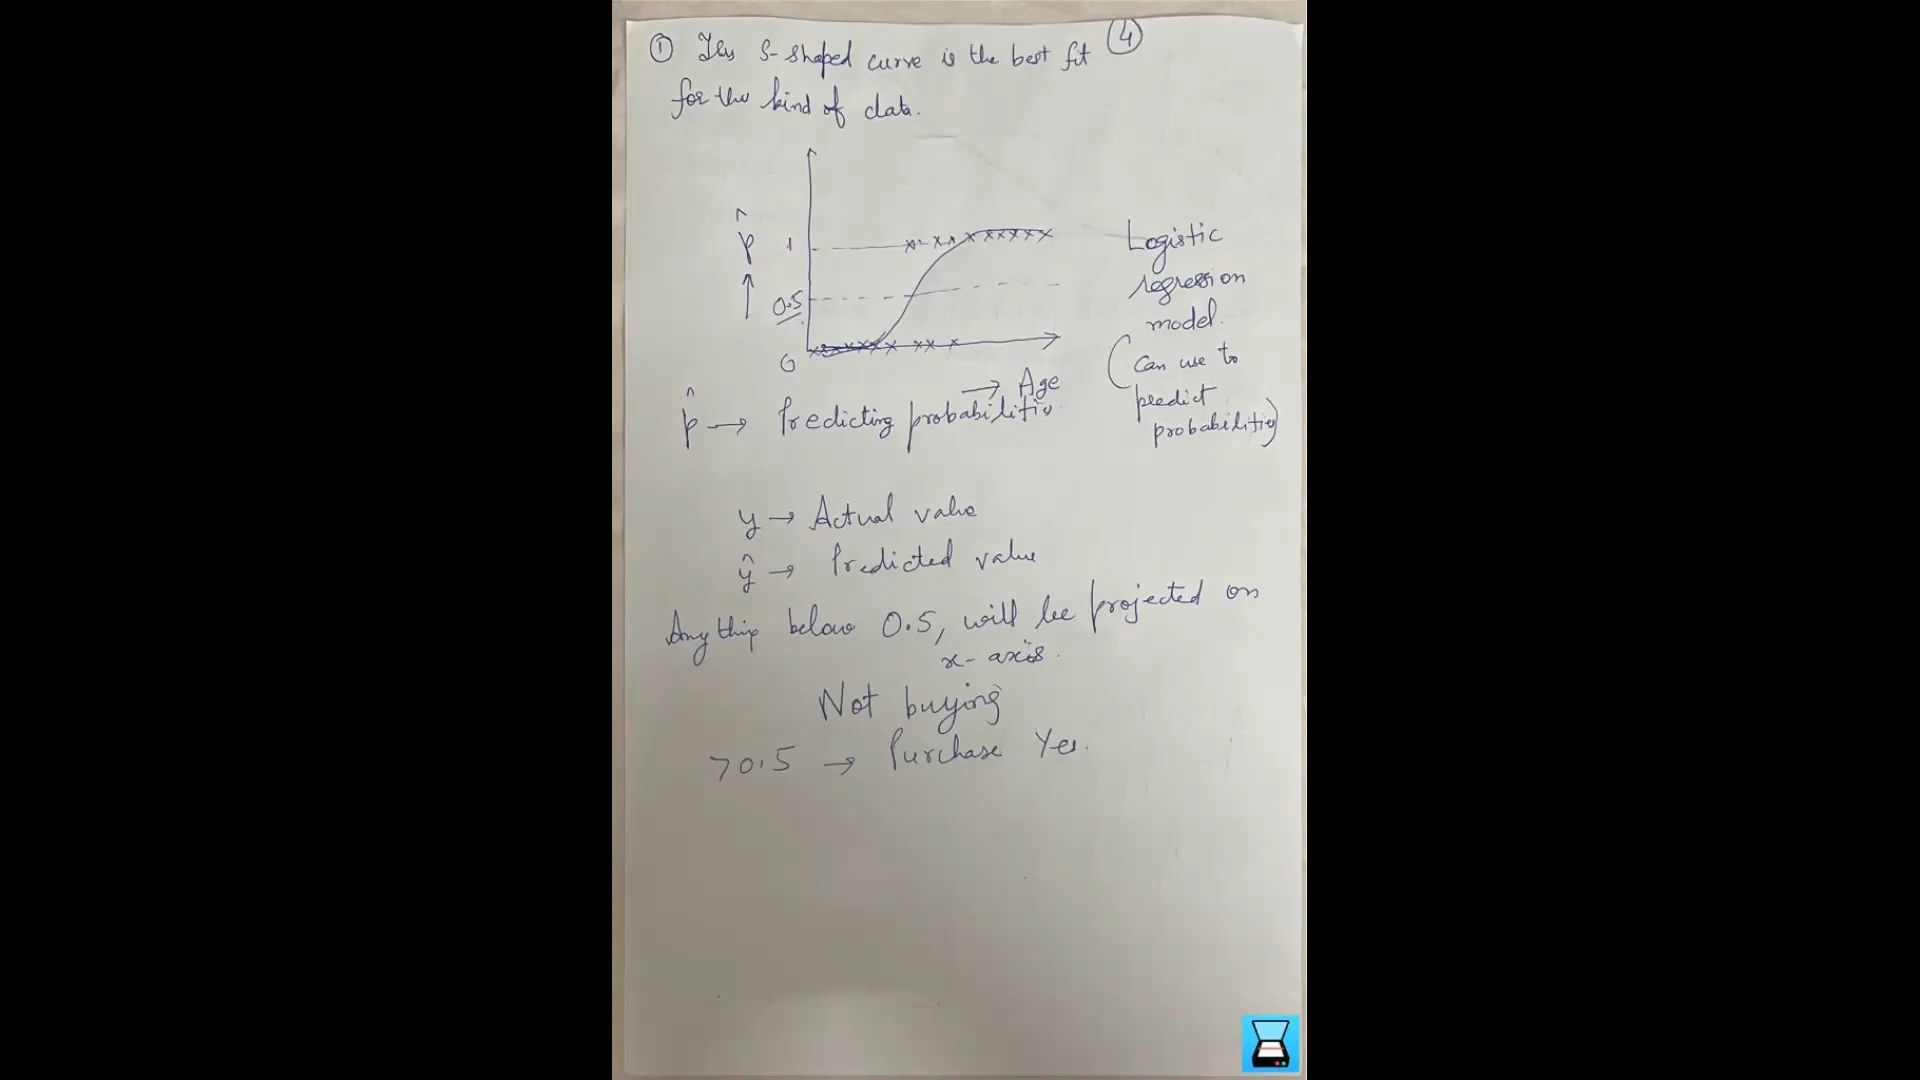 ④
① This S-shaped curve is the best fit
for this kind of data.
p̂
1
0.5
0
→ Age
Logistic
regression
model.
(can use to
predict
probabilities)
p̂ → Predicting probabilities
y → Actual value
ŷ → Predicted value
Anything below 0.5, will be projected on
x-axis.
Not buying
>0.5 → Purchase Yes.